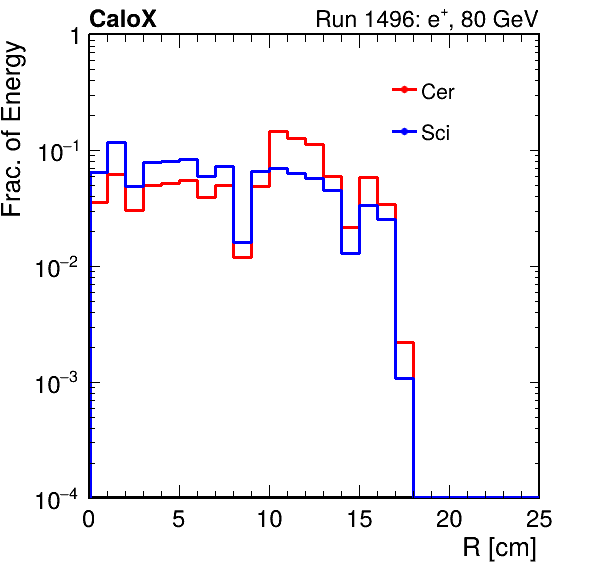 CaloX Run 1496: e⁺, 80 GeV
Frac. of Energy
1
10⁻¹
10⁻²
10⁻³
10⁻⁴
Cer
Sci
0 5 10 15 20 25
R [cm]